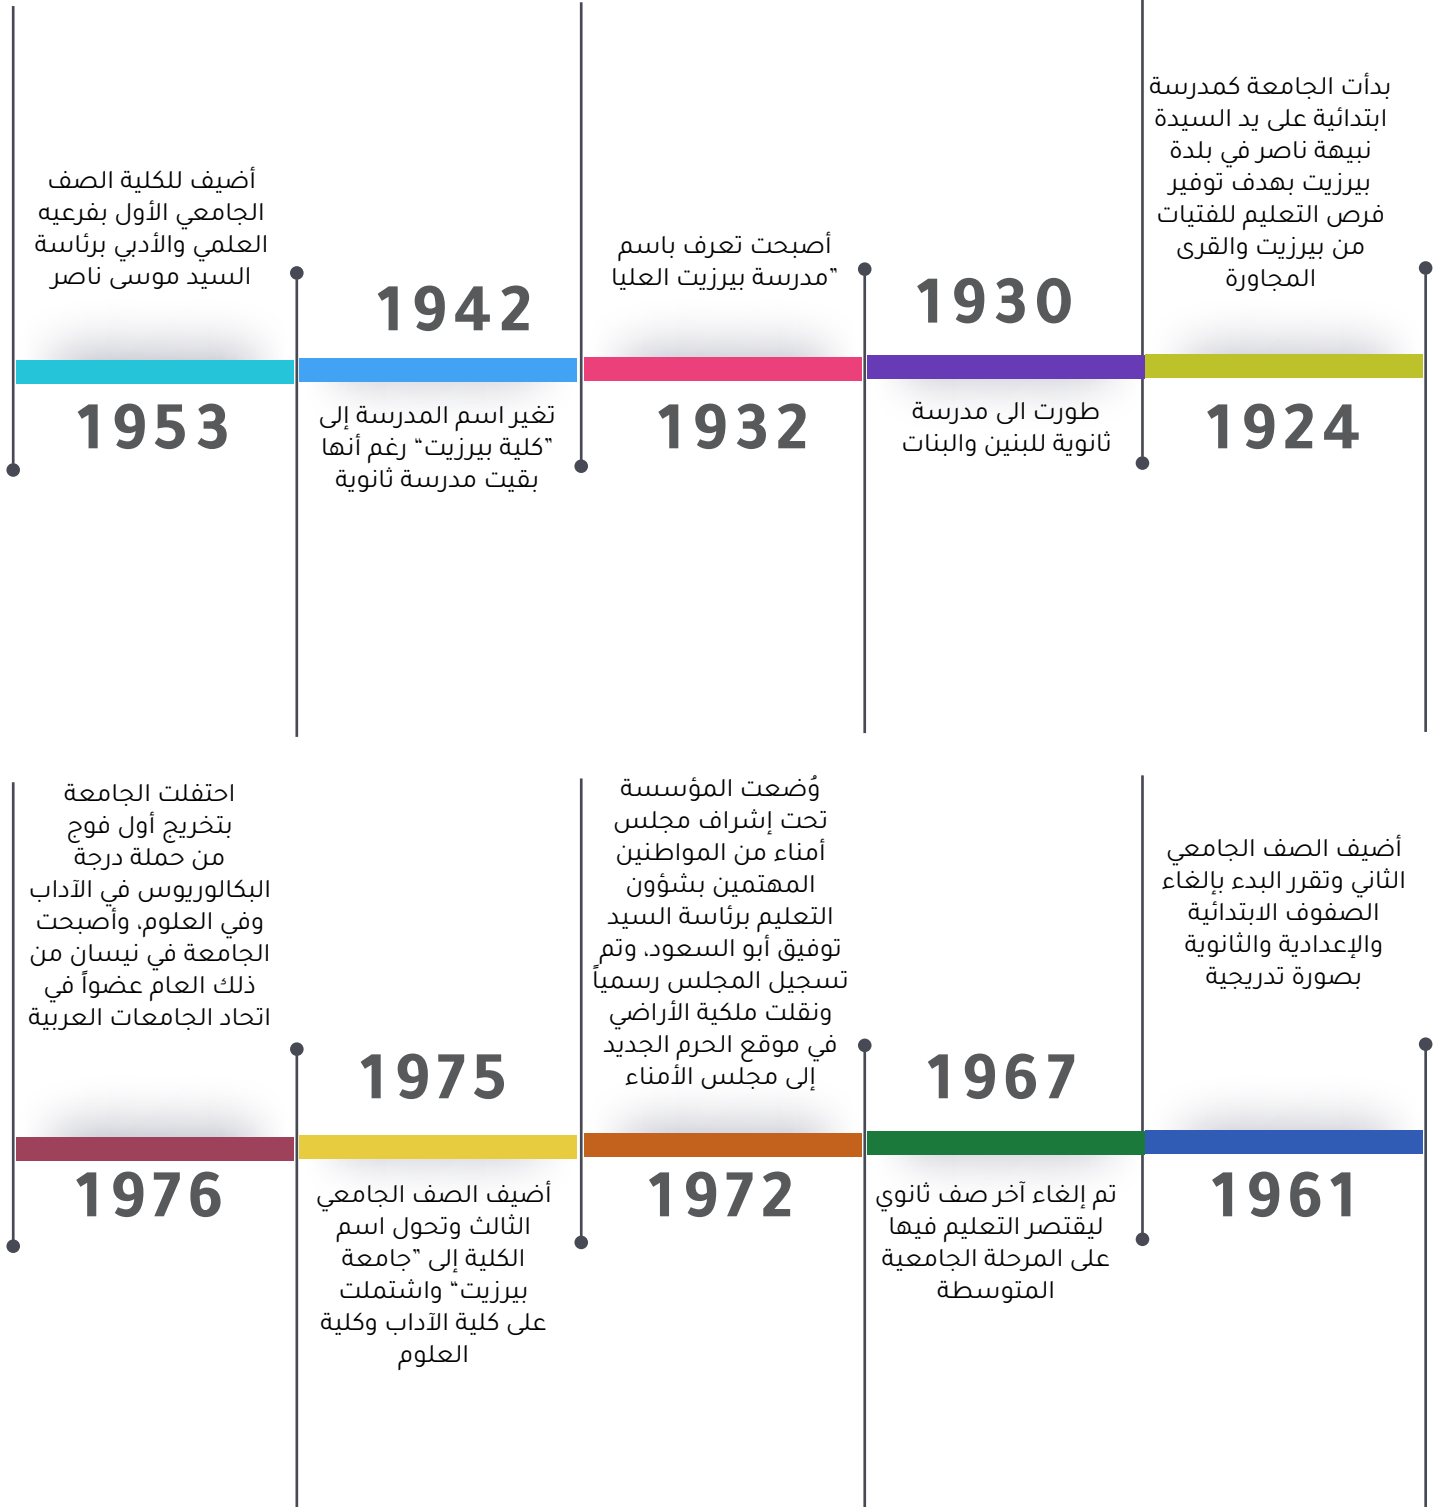 بدأت الجامعة كمدرسة
ابتدائية على يد السيدة
نبيهة ناصر في بلدة
بيرزيت بهدف توفير
فرص التعليم للفتيات
من بيرزيت والقرى
المجاورة
1924
1930
طورت الى مدرسة
ثانوية للبنين والبنات
أصبحت تعرف باسم
"مدرسة بيرزيت العليا
1932
1942
تغير اسم المدرسة إلى
"كلية بيرزيت“ رغم أنها
بقيت مدرسة ثانوية
أضيف للكلية الصف
الجامعي الأول بفرعيه
العلمي والأدبي برئاسة
السيد موسى ناصر
1953
أضيف الصف الجامعي
الثاني وتقرر البدء بإلغاء
الصفوف الابتدائية
والإعدادية والثانوية
بصورة تدريجية
1961
1967
تم إلغاء آخر صف ثانوي
ليقتصر التعليم فيها
على المرحلة الجامعية
المتوسطة
وُضعت المؤسسة
تحت إشراف مجلس
أمناء من المواطنين
المهتمين بشؤون
التعليم برئاسة السيد
توفيق أبو السعود، وتم
تسجيل المجلس رسمياً
ونقلت ملكية الأراضي
في موقع الحرم الجديد
إلى مجلس الأمناء
1972
1975
أضيف الصف الجامعي
الثالث وتحول اسم
الكلية إلى "جامعة
بيرزيت“ واشتملت
على كلية الآداب وكلية
العلوم
احتفلت الجامعة
بتخريج أول فوج
من حملة درجة
البكالوريوس في الآداب
وفي العلوم، وأصبحت
الجامعة في نيسان من
ذلك العام عضواً في
اتحاد الجامعات العربية
1976